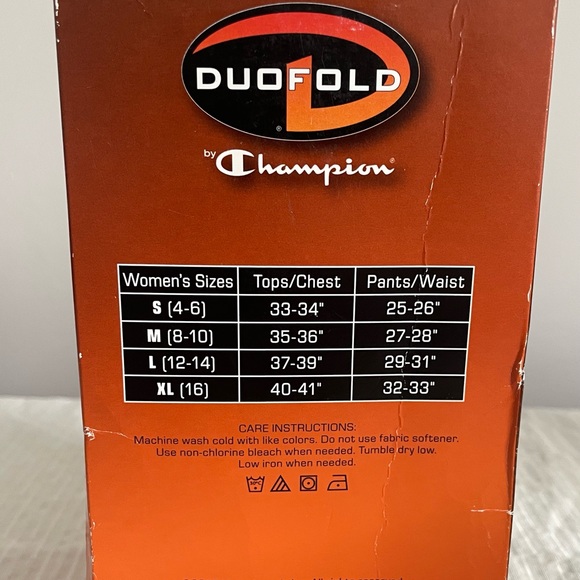 DUOFOLD
®
by Champion®
Women's Sizes Tops/Chest Pants/Waist
S (4-6) 33-34" 25-26"
M (8-10) 35-36" 27-28"
L (12-14) 37-39" 29-31"
XL (16) 40-41" 32-33"
CARE INSTRUCTIONS:
Machine wash cold with like colors. Do not use fabric softener.
Use non-chlorine bleach when needed. Tumble dry low.
Low iron when needed.